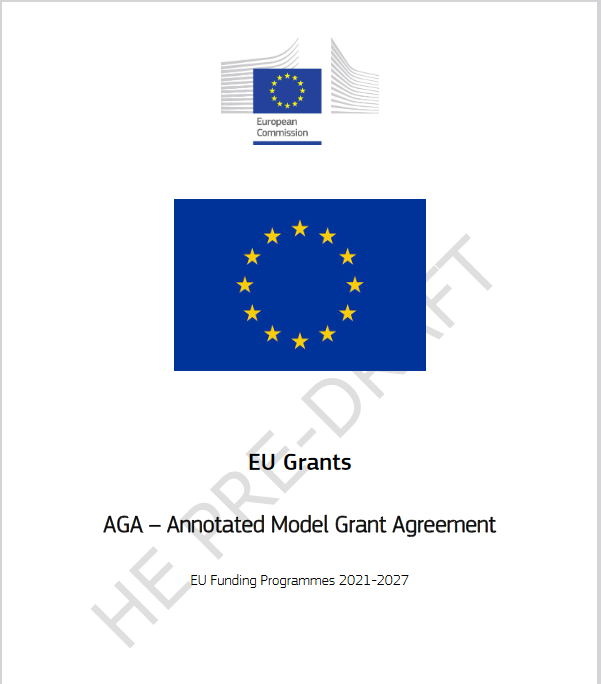 European
Commission
HE PRE-DRAFT
EU Grants
AGA – Annotated Model Grant Agreement
EU Funding Programmes 2021-2027